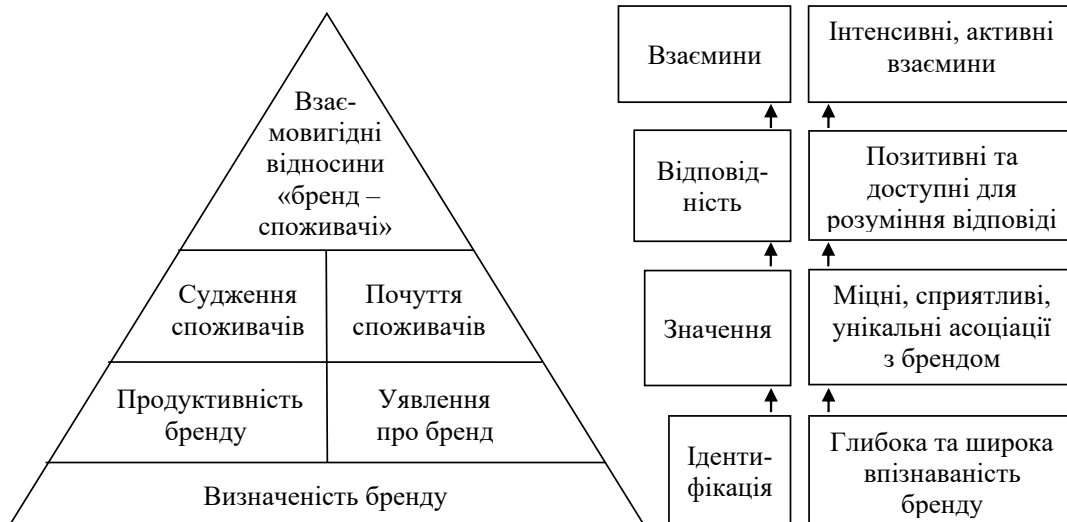 Взає-
мовигідні
відносини
«бренд –
споживачі»
Судження
споживачів
Почуття
споживачів
Продуктивність
бренду
Уявлення
про бренд
Визначеність бренду
Взаємини
Інтенсивні, активні
взаємини
Відповід-
ність
Позитивні та
доступні для
розуміння відповіді
Значення
Міцні, сприятливі,
унікальні асоціації
з брендом
Іденти-
фікація
Глибока та широка
впізнаваність
бренду